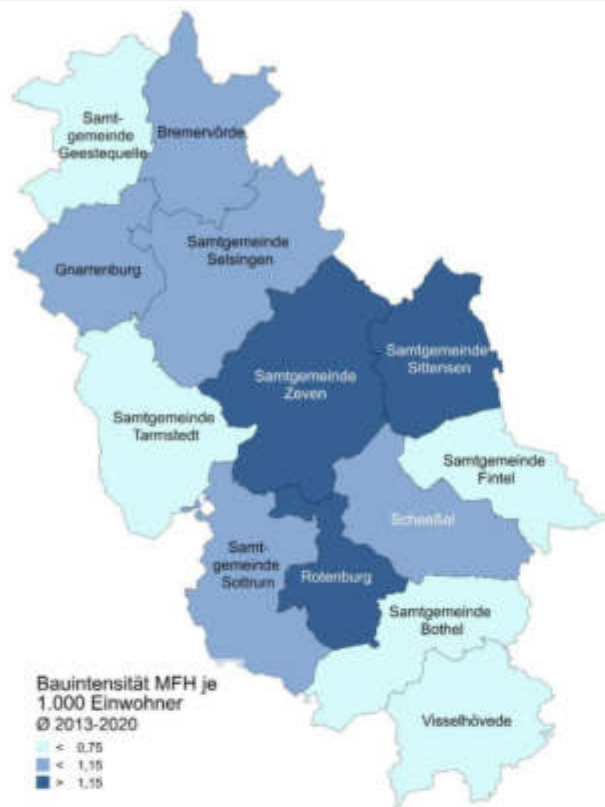 Samt-
gemeinde
Geestequelle
Bremervörde
Samtgemeinde
Selsingen
Gnarrenburg
Samtgemeinde
Zeven
Samtgemeinde
Sittensen
Samtgemeinde
Tarmstedt
Samtgemeinde
Fintel
Scheeßel
Samt-
gemeinde
Sottrum
Rotenburg
Samtgemeinde
Bothel
Visselhövede
Bauintensität MFH je
1.000 Einwohner
Ø 2013-2020
< 0,75
< 1,15
> 1,15